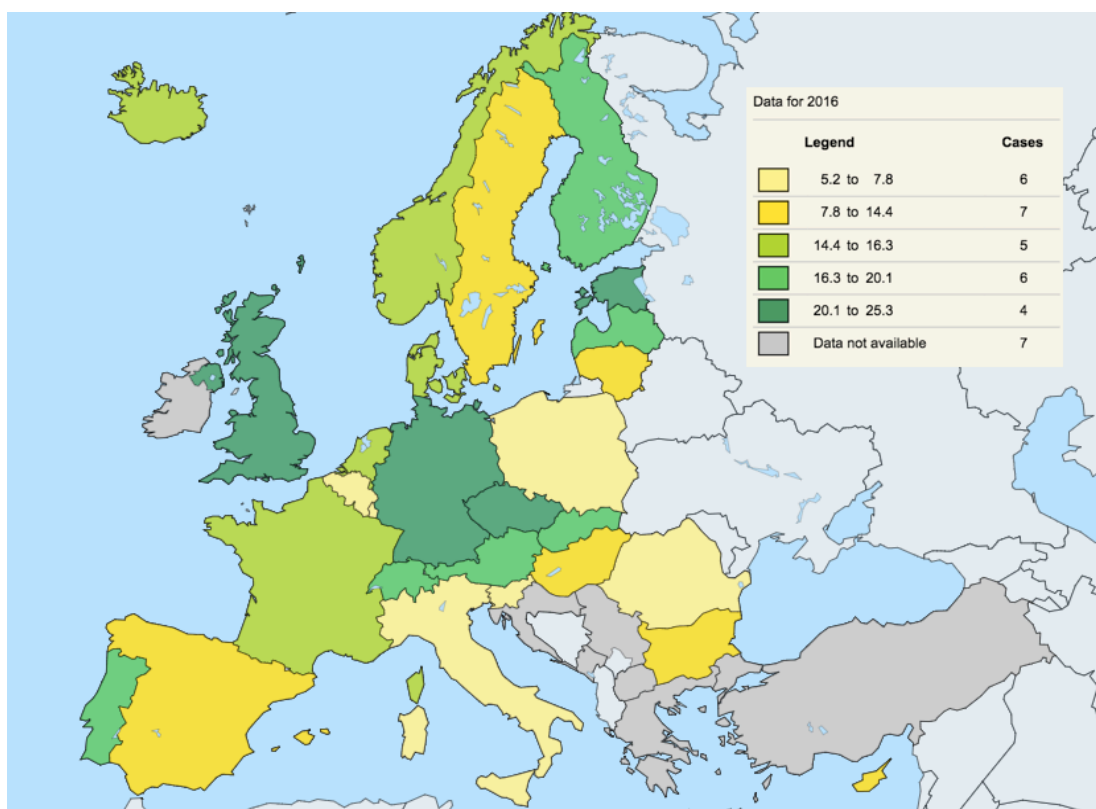 Data for 2016
Legend Cases
5.2 to 7.8 6
7.8 to 14.4 7
14.4 to 16.3 5
16.3 to 20.1 6
20.1 to 25.3 4
Data not available 7